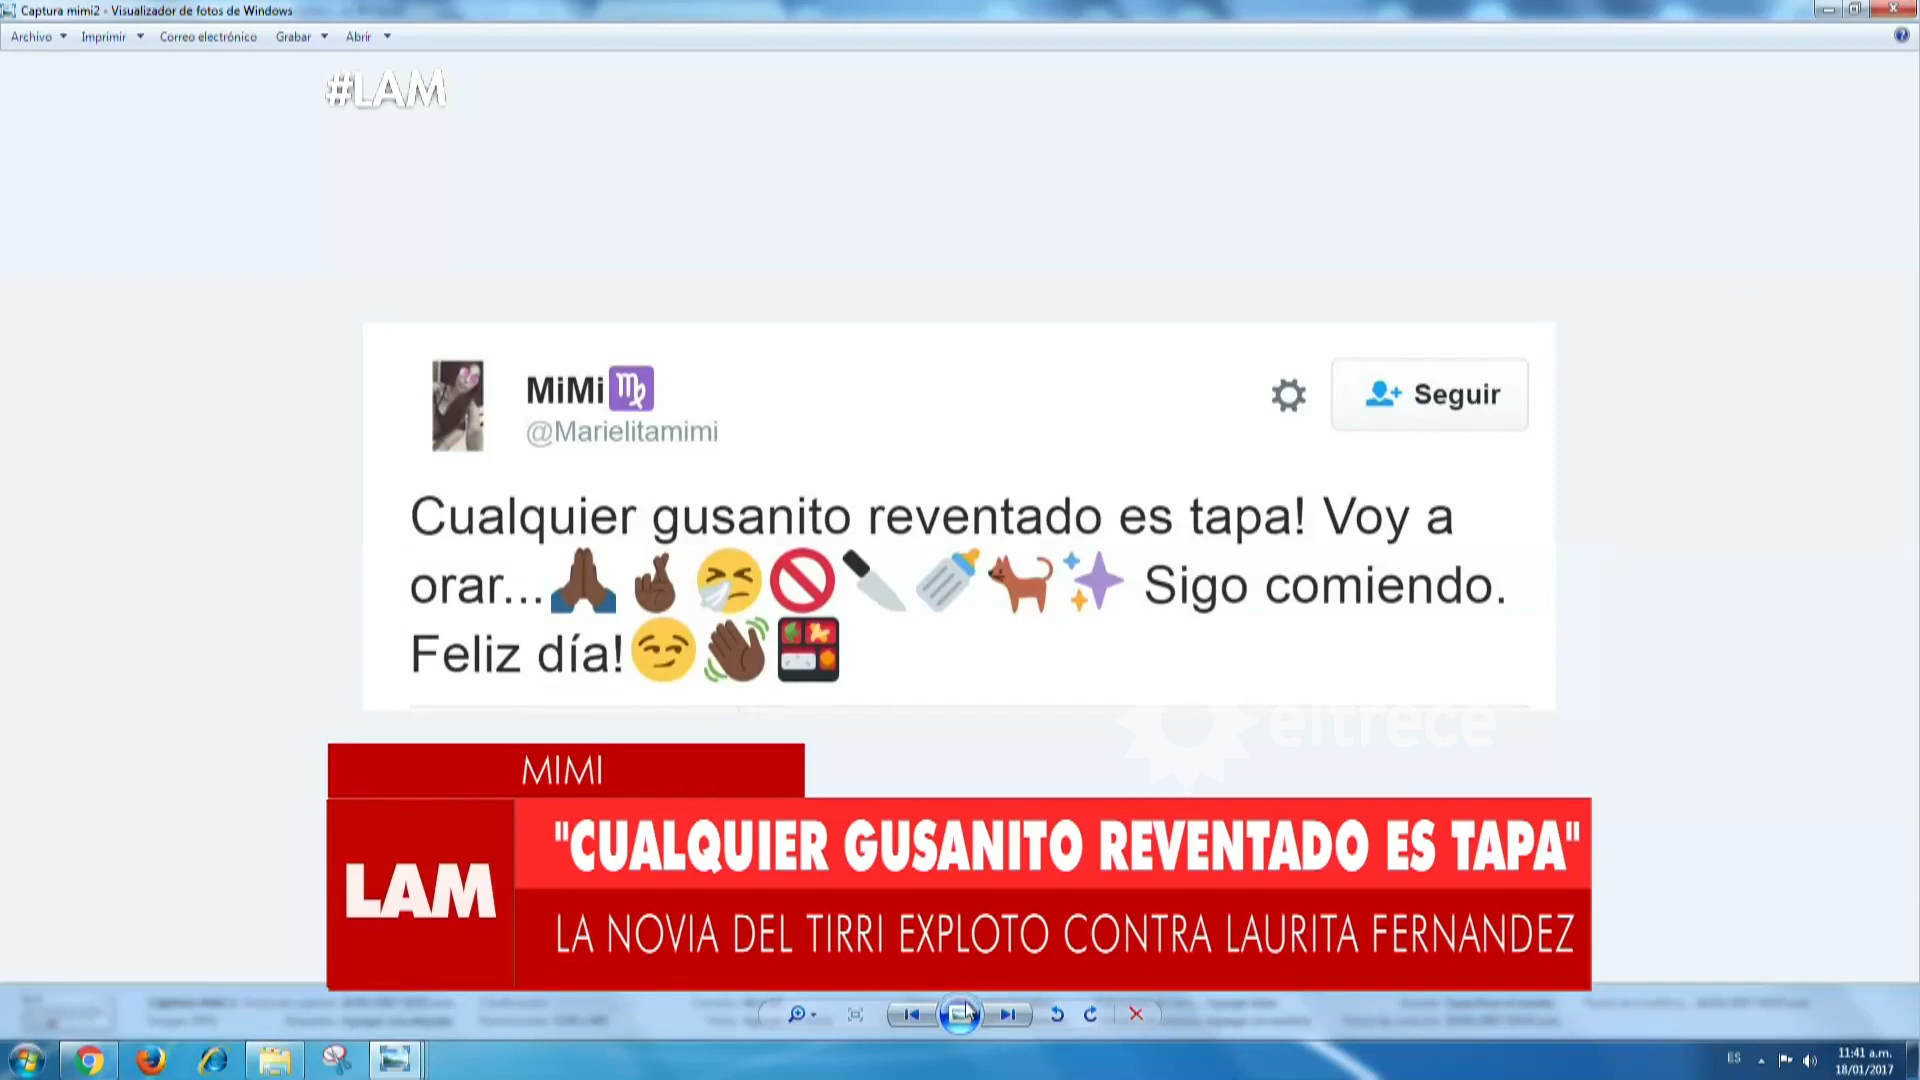 Captura mimi2 - Visualizador de fotos de Windows
Archivo Imprimir Correo electrónico Grabar Abrir
#LAM
MiMi♍
@Marielitamimi
Seguir
Cualquier gusanito reventado es tapa! Voy a
orar...🙏🏿🤞🏿🤧🚫🔪🍼🐕✨ Sigo comiendo.
Feliz día!😏👋🏿🍱
eltrece
MIMI
LAM
"CUALQUIER GUSANITO REVENTADO ES TAPA"
LA NOVIA DEL TIRRI EXPLOTO CONTRA LAURITA FERNANDEZ
ES
11:41 a.m.
18/01/2017